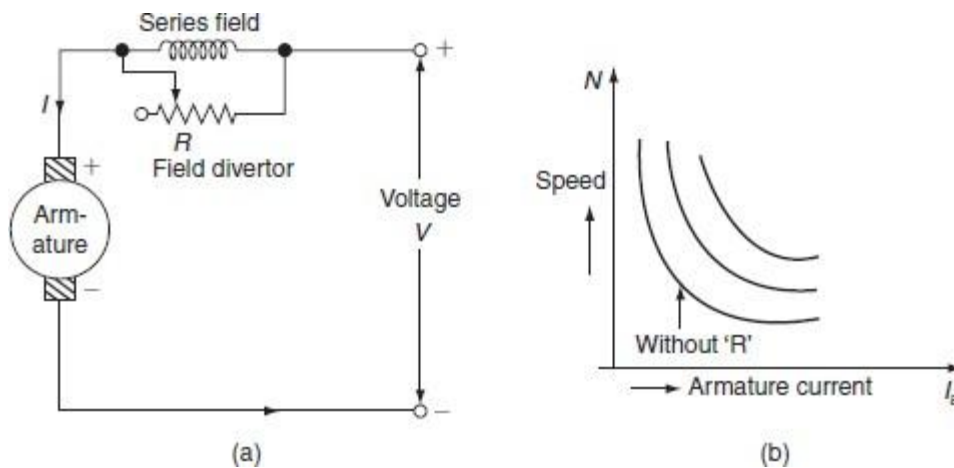 Series field
+
I
R
Field divertor
+
Arm-
ature
−
Voltage
V
−
(a)
N
Speed
Without ‘R’
Armature current
(b)